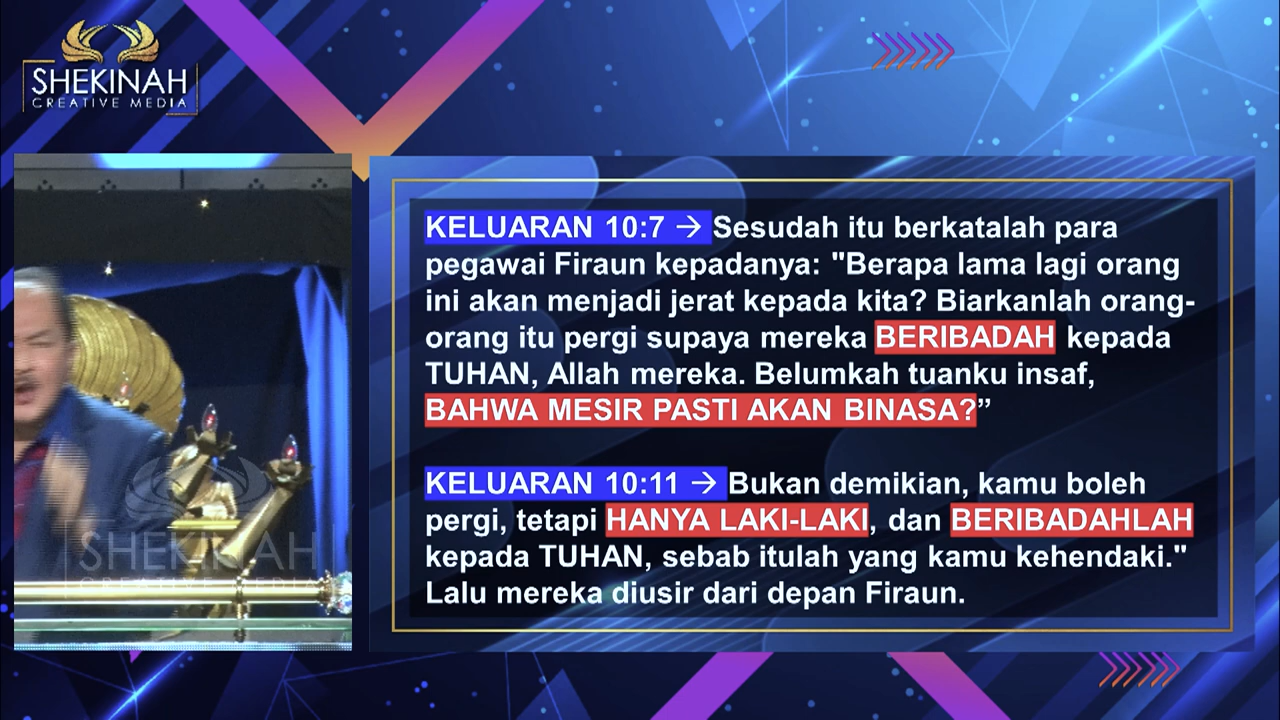 SHEKINAH
CREATIVE MEDIA
KELUARAN 10:7 → Sesudah itu berkatalah para
pegawai Firaun kepadanya: "Berapa lama lagi orang
ini akan menjadi jerat kepada kita? Biarkanlah orang-
orang itu pergi supaya mereka BERIBADAH kepada
TUHAN, Allah mereka. Belumkah tuanku insaf,
BAHWA MESIR PASTI AKAN BINASA?”
KELUARAN 10:11 → Bukan demikian, kamu boleh
pergi, tetapi HANYA LAKI-LAKI, dan BERIBADAHLAH
kepada TUHAN, sebab itulah yang kamu kehendaki."
Lalu mereka diusir dari depan Firaun.
SHEKINAH
CREATIVE MEDIA